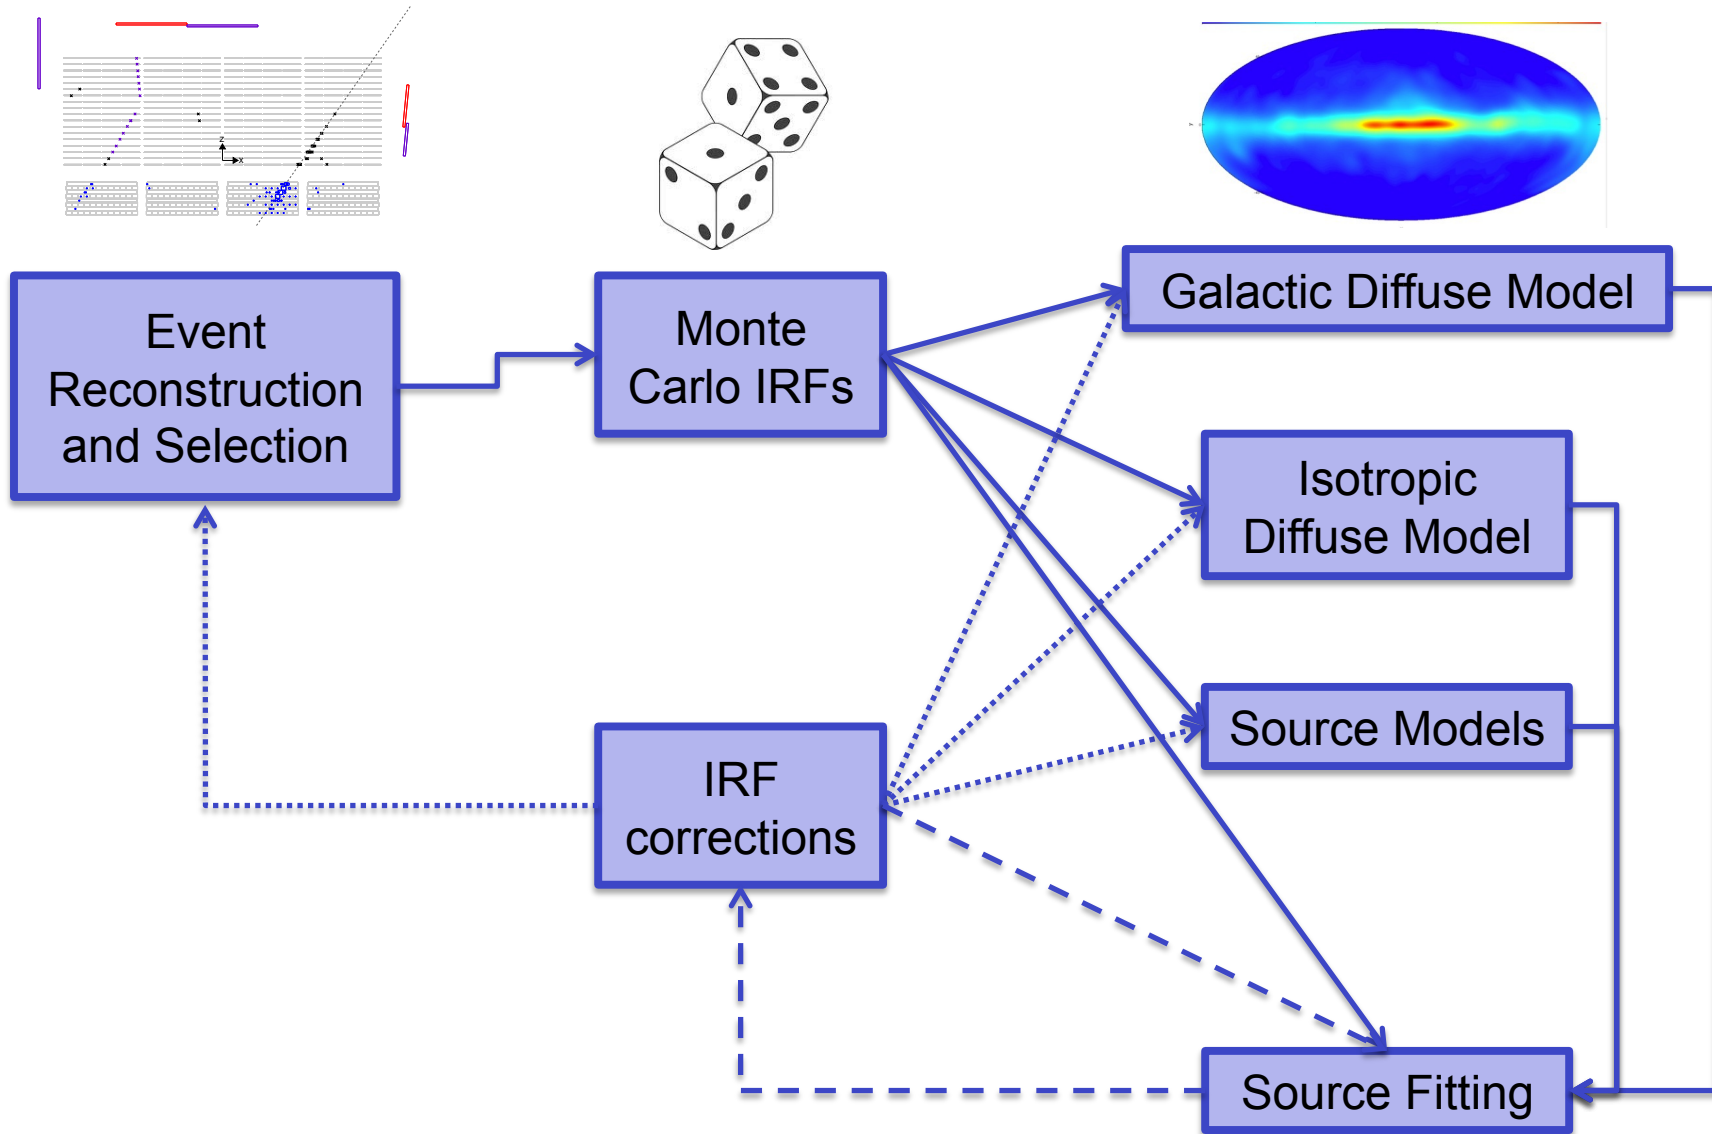 z
x
Event
Reconstruction
and Selection
Monte
Carlo IRFs
Galactic Diffuse Model
Isotropic
Diffuse Model
Source Models
IRF
corrections
Source Fitting